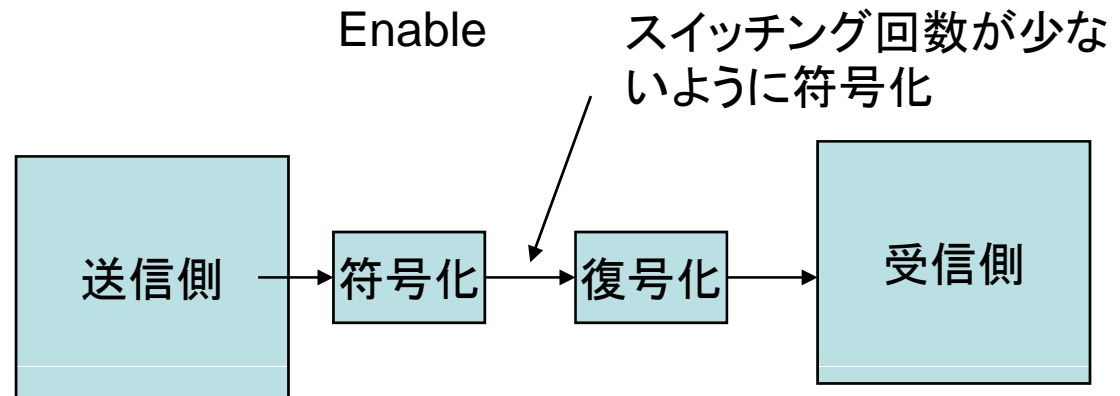 Enable
スイッチング回数が少な
いように符号化
送信側
符号化
復号化
受信側